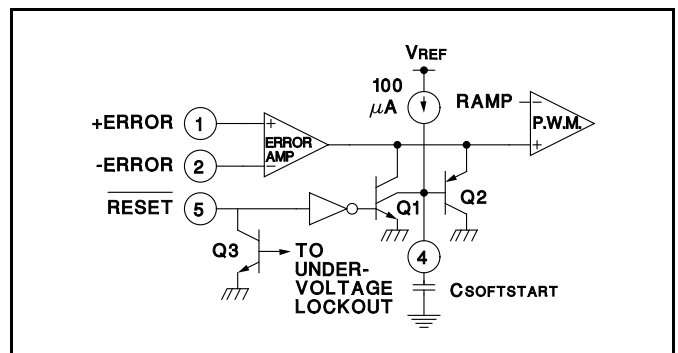 VREF
100
μA
RAMP
P.W.M.
+ERROR 1
-ERROR 2
ERROR
AMP
RESET 5
Q1
Q2
Q3
TO
UNDER-
VOLTAGE
LOCKOUT
4
CSOFTSTART